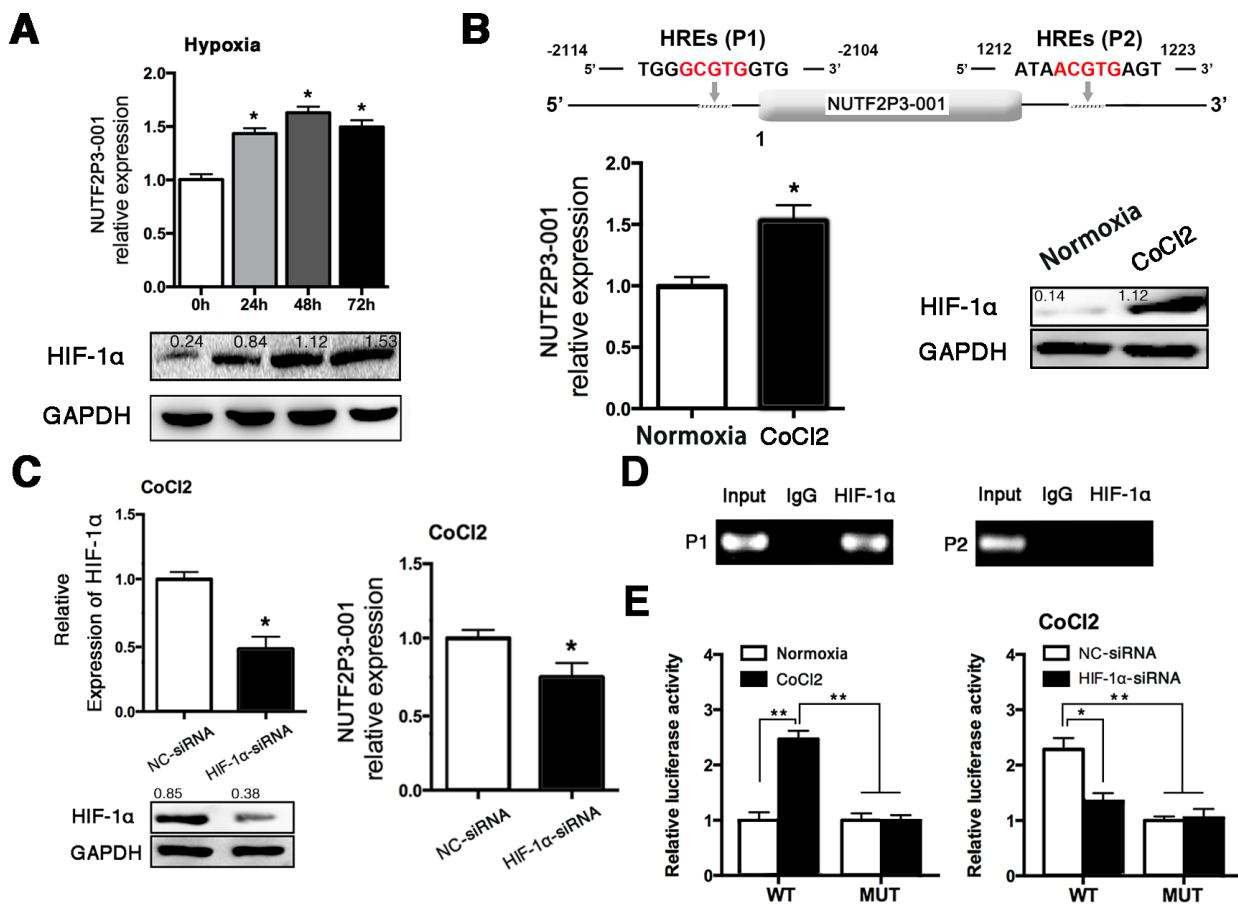 A
Hypoxia
NUTF2P3-001
relative expression
2.0
1.5
1.0
0.5
0.0
* * *
0h 24h 48h 72h
HIF-1α 0.24 0.84 1.12 1.53
GAPDH
B
HREs (P1)
-2114 -2104
5' TGGGCGTGGTG 3'
HREs (P2)
1212 1223
5' ATAACGTGAGT 3'
5' NUTF2P3-001 3'
1
NUTF2P3-001
relative expression
2.0
1.5
1.0
0.5
0.0
*
Normoxia CoCl2
Normoxia CoCl2
HIF-1α 0.14 1.12
GAPDH
C
CoCl2
Relative
Expression of HIF-1α
1.5
1.0
0.5
0.0
*
NC-siRNA HIF-1α-siRNA
0.85 0.38
HIF-1α
GAPDH
CoCl2
NUTF2P3-001
relative expression
1.5
1.0
0.5
0.0
*
NC-siRNA HIF-1α-siRNA
D
Input IgG HIF-1α
P1
Input IgG HIF-1α
P2
E
Relative luciferase activity
4
3
2
1
0
Normoxia
CoCl2
** **
WT MUT
CoCl2
Relative luciferase activity
4
3
2
1
0
NC-siRNA
HIF-1α-siRNA
**
*
WT MUT